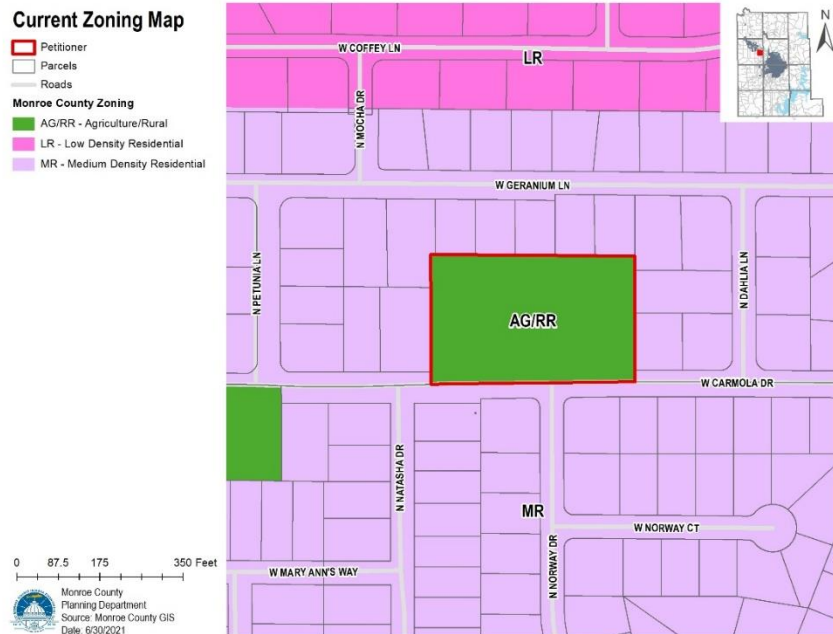 Current Zoning Map
Petitioner
Parcels
Roads
Monroe County Zoning
AG/RR - Agriculture/Rural
LR - Low Density Residential
MR - Medium Density Residential
0 87.5 175 350 Feet
Monroe County
Planning Department
Source: Monroe County GIS
Date: 6/30/2021
N
W COFFEY LN
LR
N MOCHA DR
W GERANIUM LN
N PETUNIA LN
N DAHLIA LN
AG/RR
W CARMOLA DR
N NATASHA DR
MR
W NORWAY CT
N NORWAY DR
W MARY ANN'S WAY